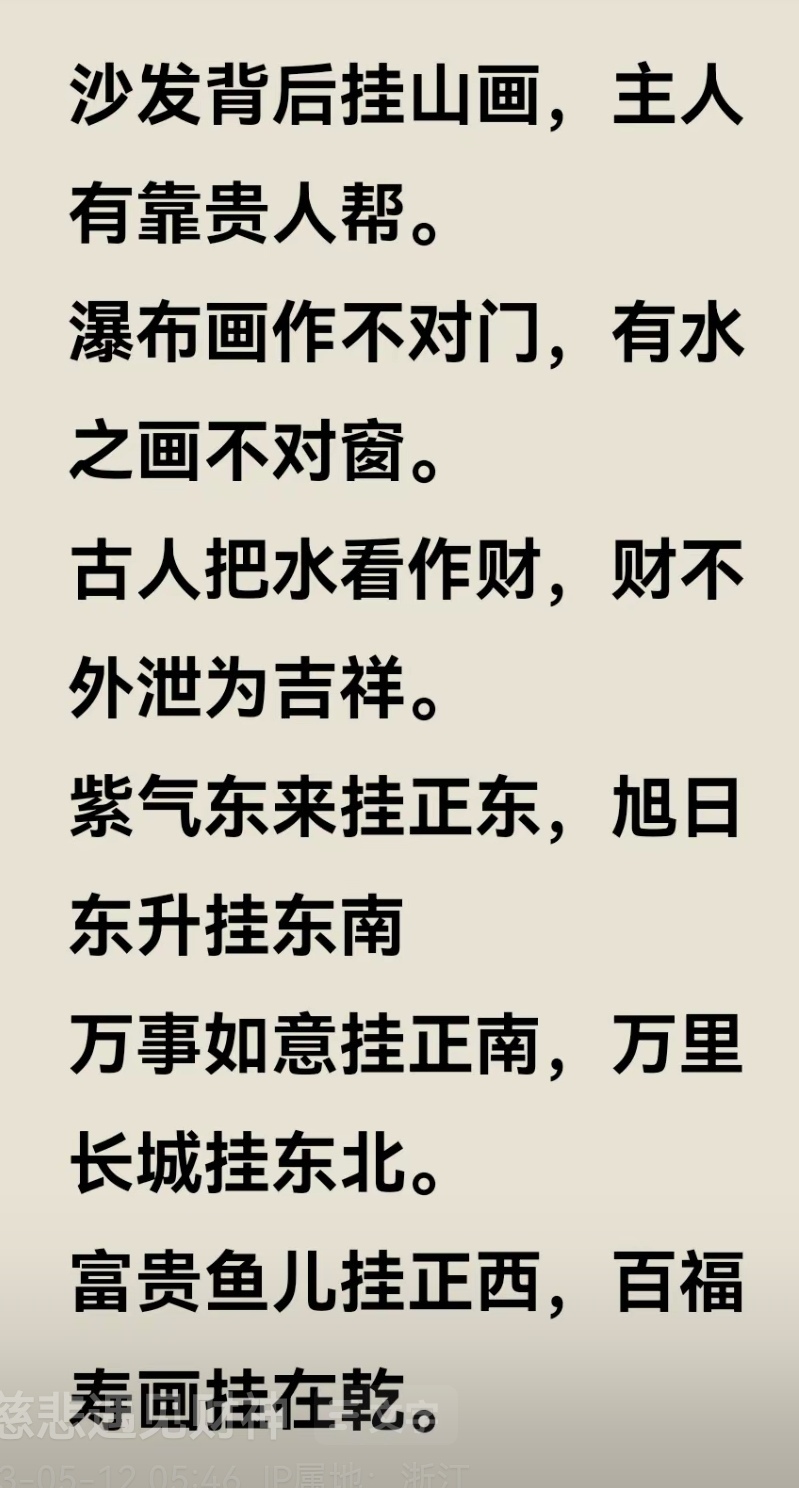 沙发背后挂山画，主人
有靠贵人帮。
瀑布画作不对门，有水
之画不对窗。
古人把水看作财，财不
外泄为吉祥。
紫气东来挂正东，旭日
东升挂东南
万事如意挂正南，万里
长城挂东北。
富贵鱼儿挂正西，百福
寿画挂在乾。
慈悲遇见财神
3-05-12 05:46 IP属地：浙江